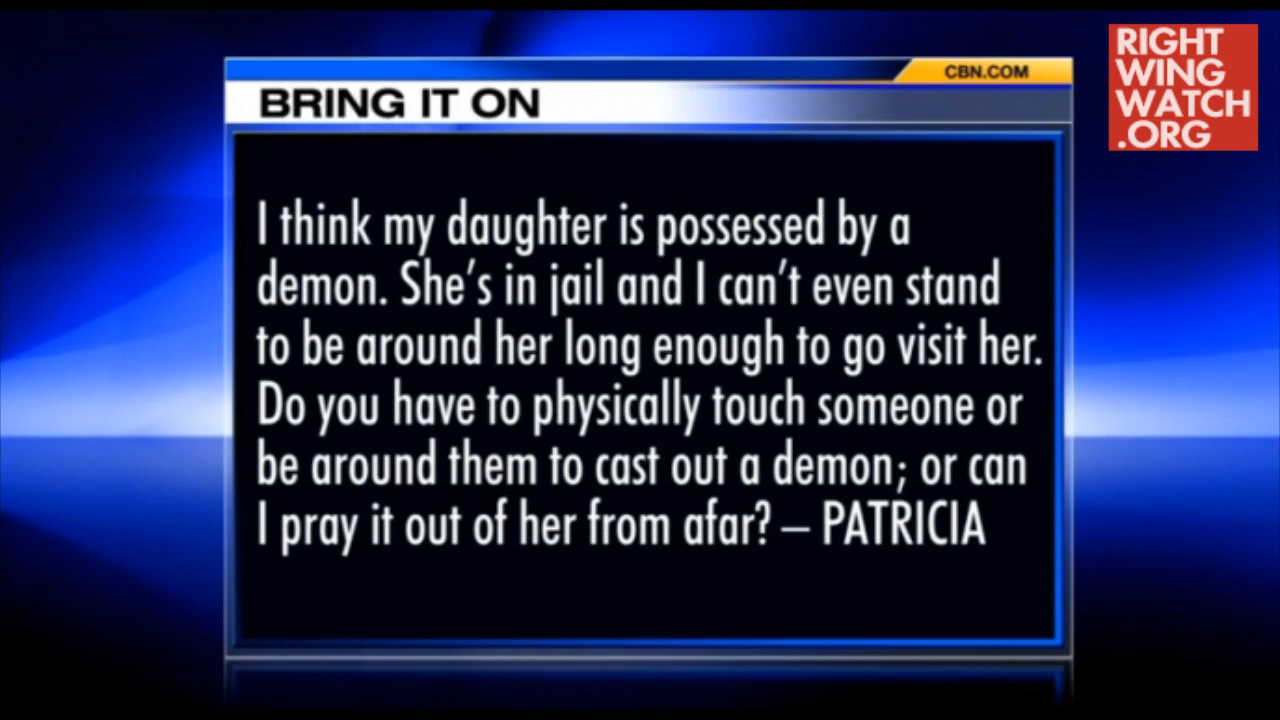 RIGHT
WING
WATCH
.ORG
CBN.COM
BRING IT ON
I think my daughter is possessed by a
demon. She's in jail and I can't even stand
to be around her long enough to go visit her.
Do you have to physically touch someone or
be around them to cast out a demon; or can
I pray it out of her from afar? – PATRICIA